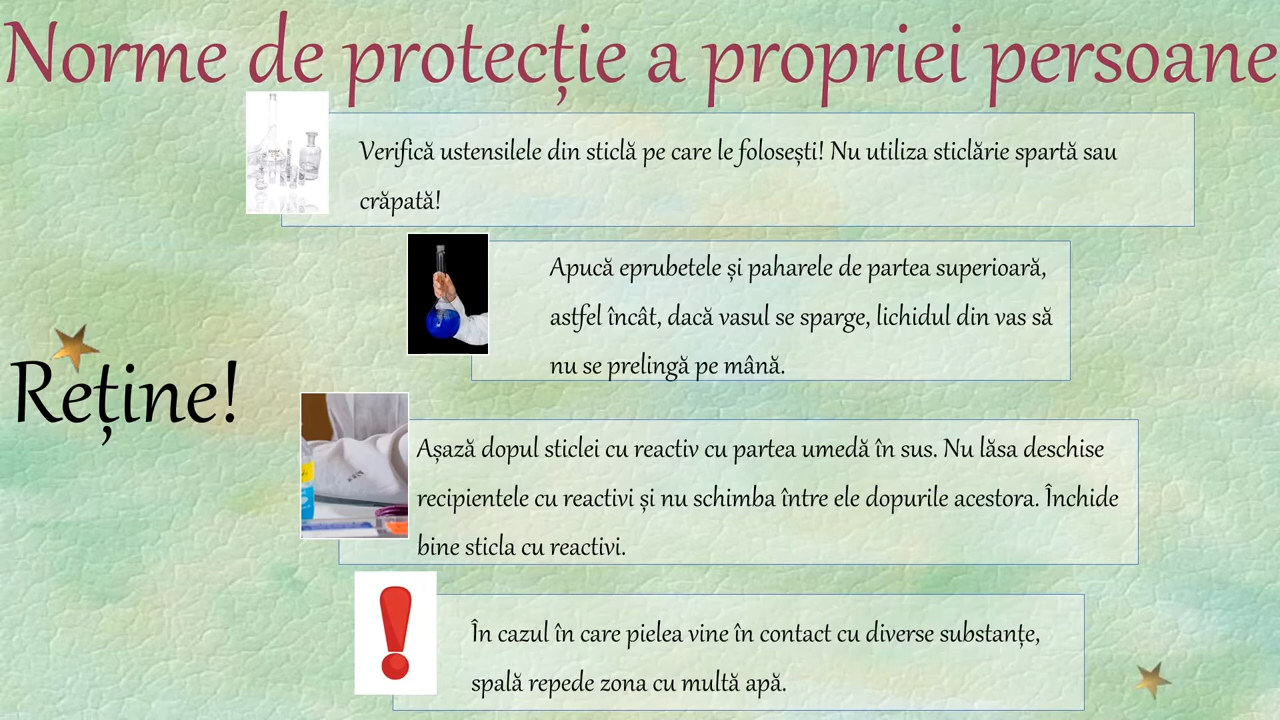 Norme de protecție a propriei persoane
Verifică ustensilele din sticlă pe care le folosești! Nu utiliza sticlărie spartă sau
crăpată!
Apucă eprubetele și paharele de partea superioară,
astfel încât, dacă vasul se sparge, lichidul din vas să
nu se prelingă pe mână.
Reține!
Așază dopul sticlei cu reactiv cu partea umedă în sus. Nu lăsa deschise
recipientele cu reactivi și nu schimba între ele dopurile acestora. Închide
bine sticla cu reactivi.
În cazul în care pielea vine în contact cu diverse substanțe,
spală repede zona cu multă apă.